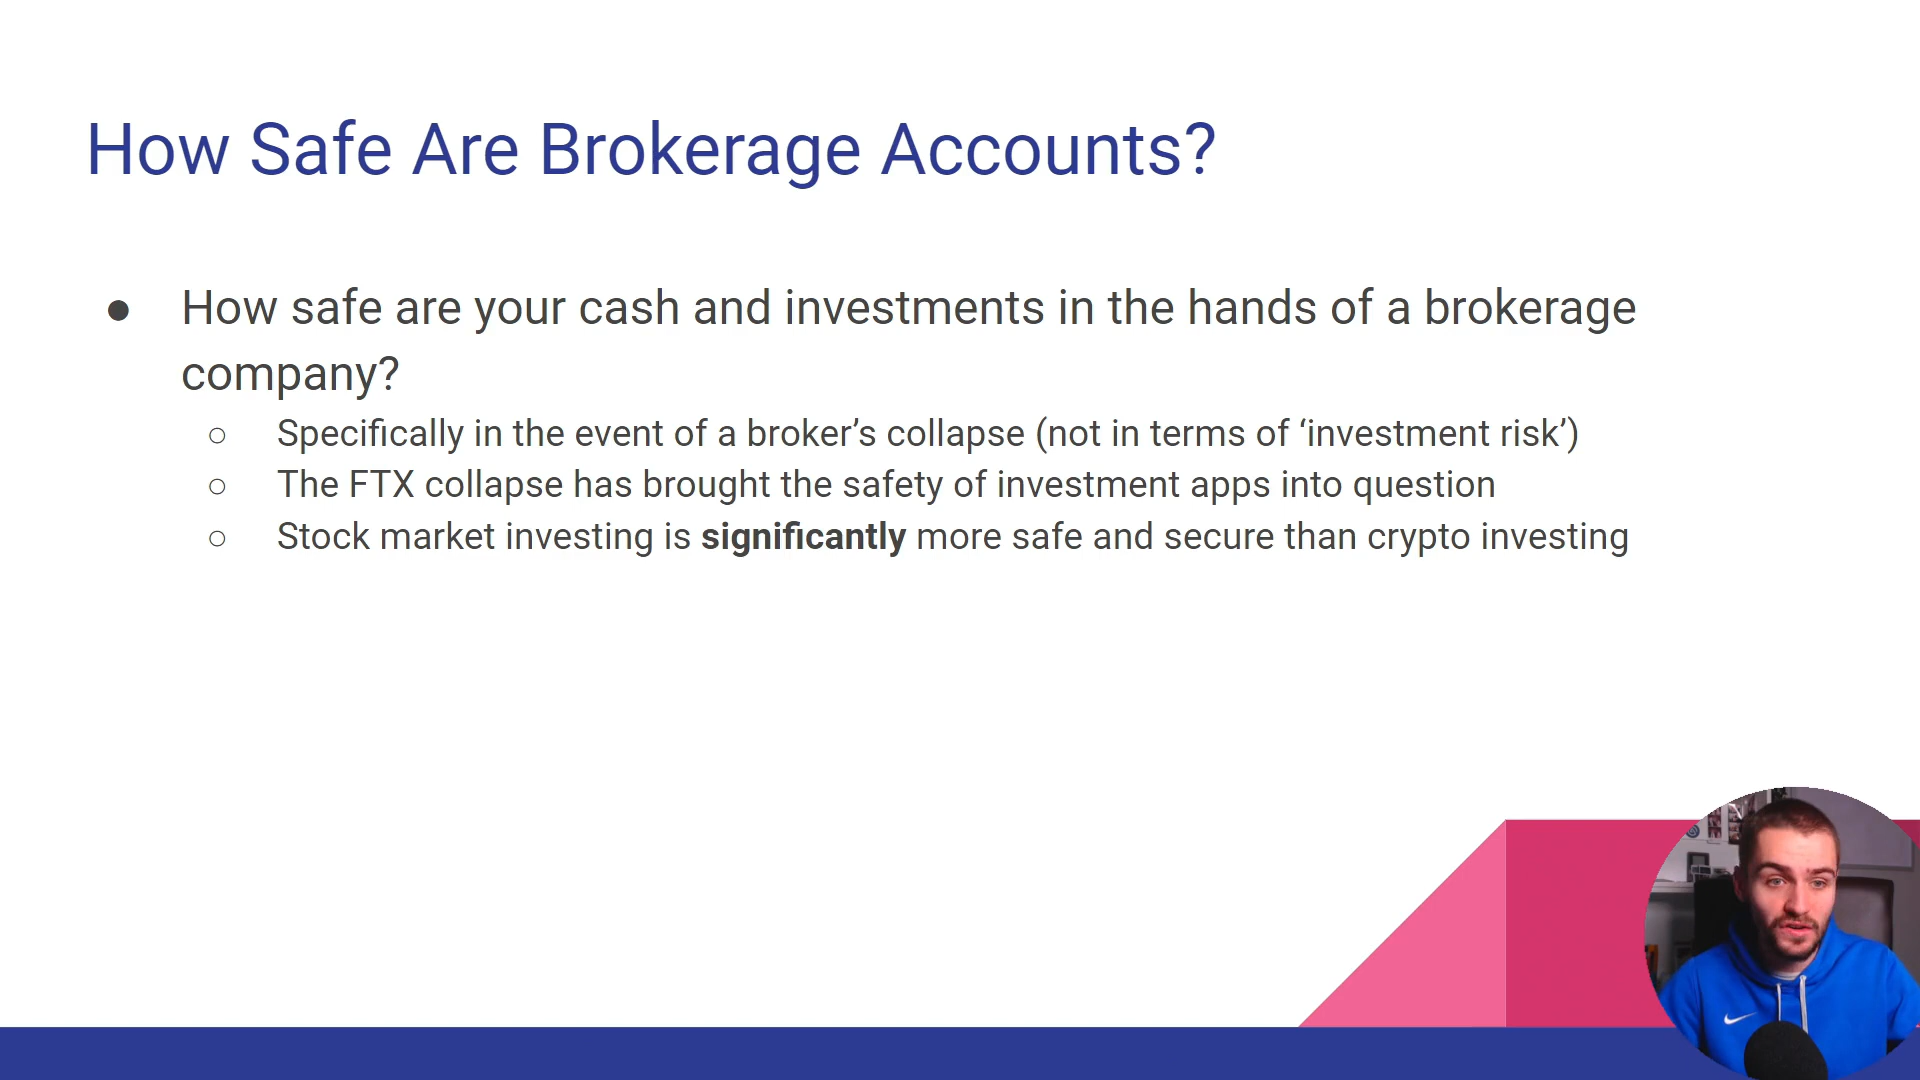 How Safe Are Brokerage Accounts?
● How safe are your cash and investments in the hands of a brokerage
company?
○ Specifically in the event of a broker’s collapse (not in terms of ‘investment risk’)
○ The FTX collapse has brought the safety of investment apps into question
○ Stock market investing is significantly more safe and secure than crypto investing